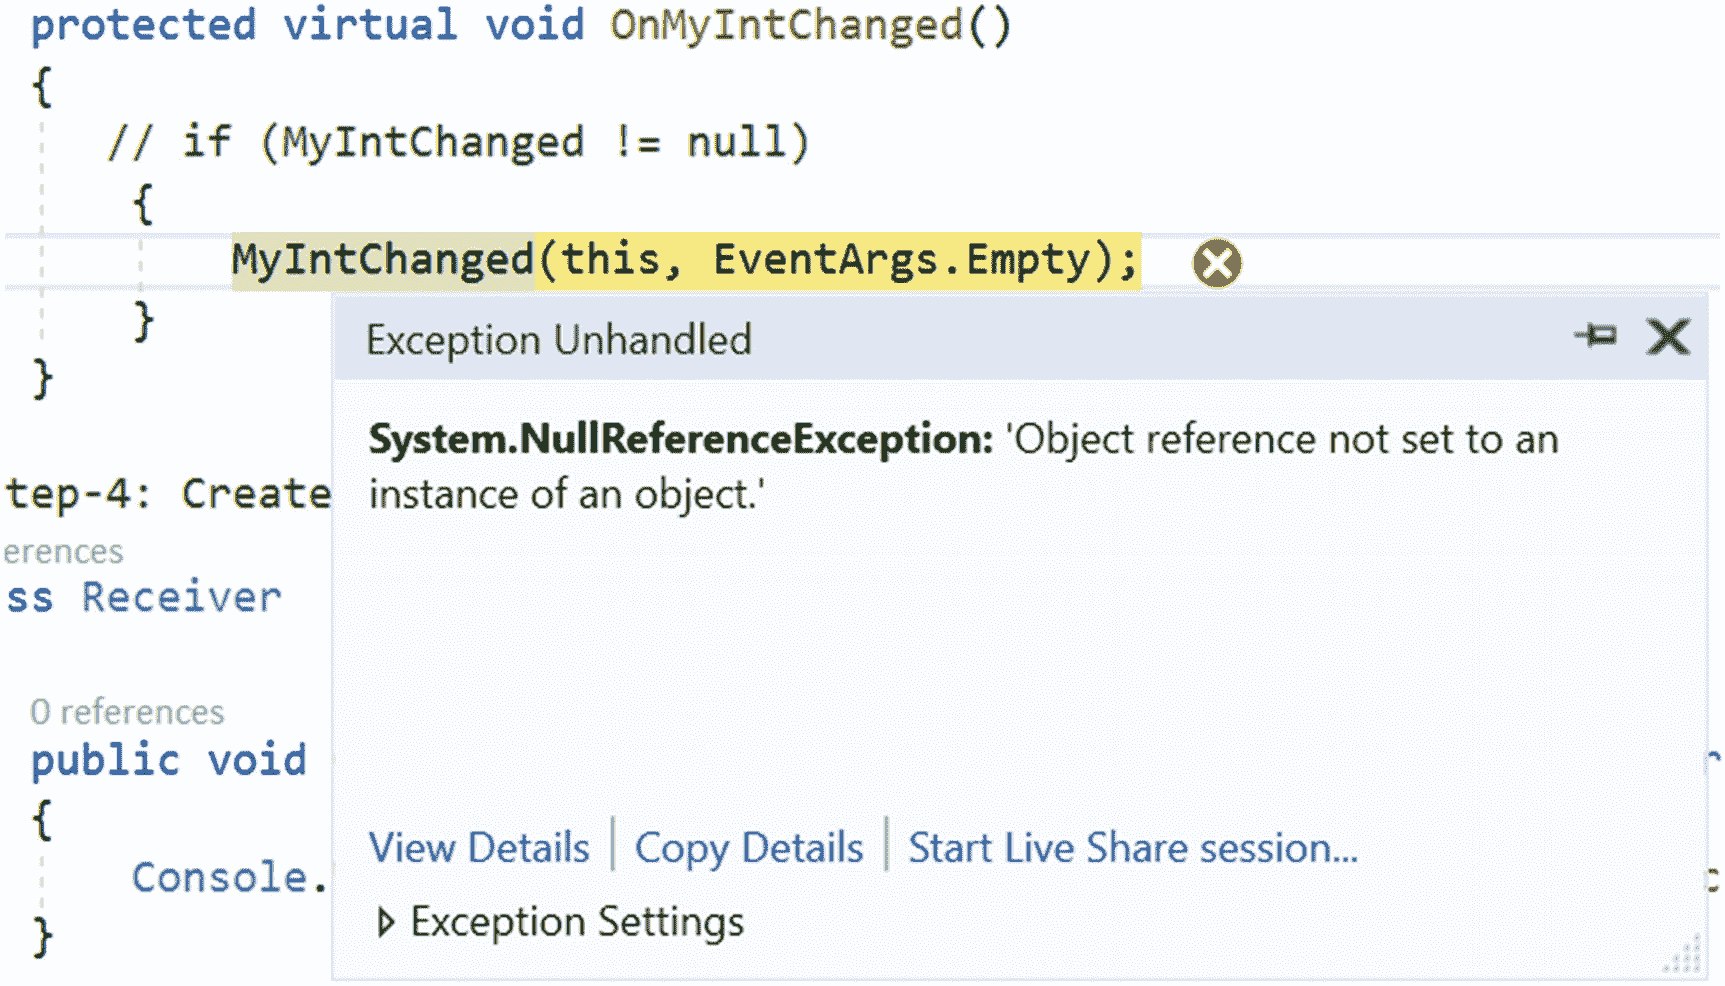 protected virtual void OnMyIntChanged()
{
// if (MyIntChanged != null)
{
MyIntChanged(this, EventArgs.Empty);
}
}
Exception Unhandled
System.NullReferenceException: 'Object reference not set to an
instance of an object.'
tep-4: Create
erences
ss Receiver
0 references
public void
{
Console.
}
View Details | Copy Details | Start Live Share session...
Exception Settings